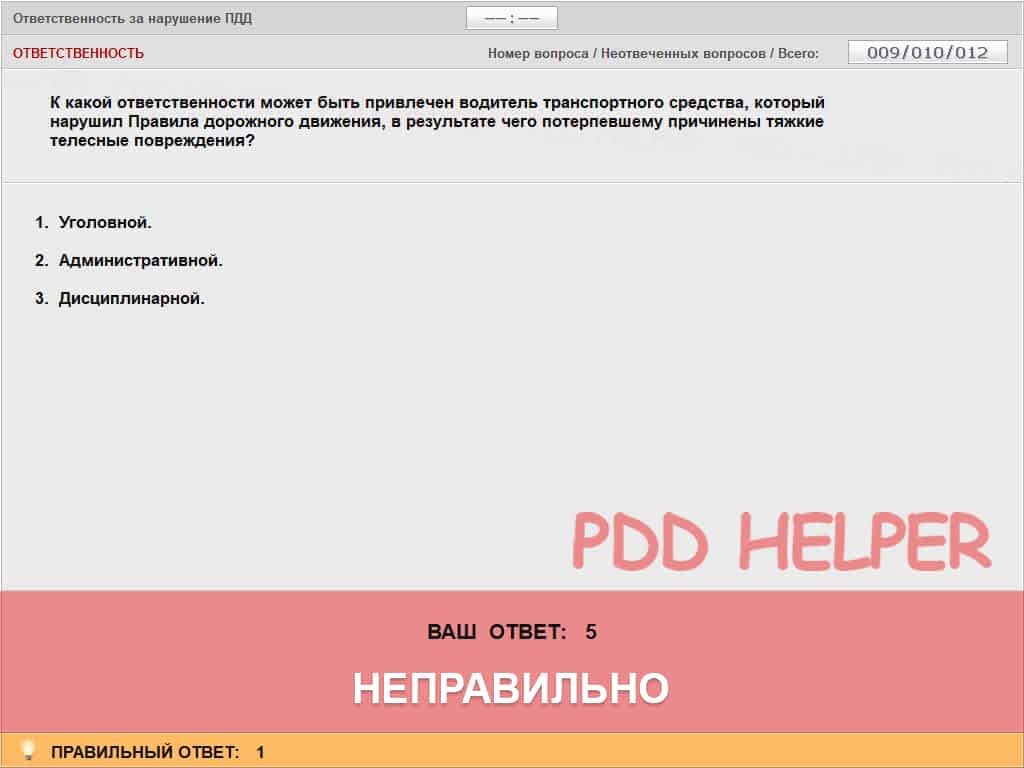 Ответственность за нарушение ПДД
––:––
ОТВЕТСТВЕННОСТЬ
Номер вопроса / Неотвеченных вопросов / Всего:
009/010/012
К какой ответственности может быть привлечен водитель транспортного средства, который
нарушил Правила дорожного движения, в результате чего потерпевшему причинены тяжкие
телесные повреждения?
1. Уголовной.
2. Административной.
3. Дисциплинарной.
PDD HELPER
ВАШ ОТВЕТ: 5
НЕПРАВИЛЬНО
ПРАВИЛЬНЫЙ ОТВЕТ: 1